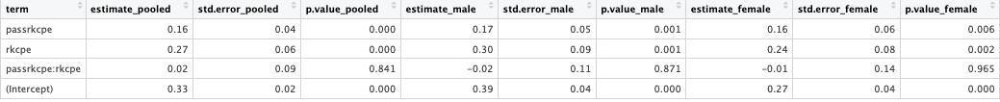 term estimate_pooled std.error_pooled p.value_pooled estimate_male std.error_male p.value_male estimate_female std.error_female p.value_female
passrkcpe 0.16 0.04 0.000 0.17 0.05 0.001 0.16 0.06 0.006
rkcpe 0.27 0.06 0.000 0.30 0.09 0.001 0.24 0.08 0.002
passrkcpe:rkcpe 0.02 0.09 0.841 −0.02 0.11 0.871 −0.01 0.14 0.965
(Intercept) 0.33 0.02 0.000 0.39 0.04 0.000 0.27 0.04 0.000